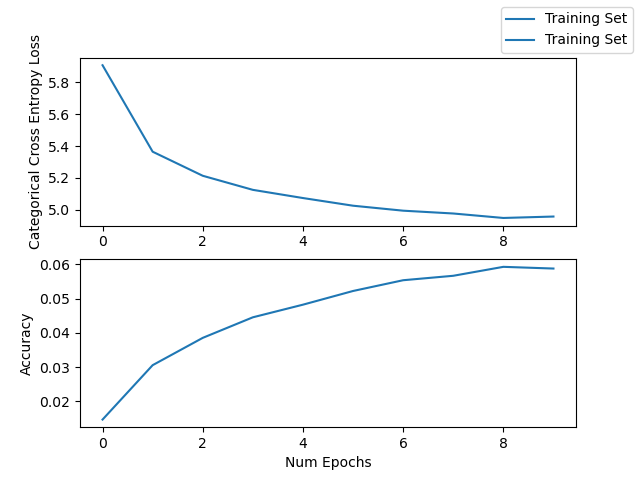 Training Set
Training Set
Categorical Cross Entropy Loss
5.8
5.6
5.4
5.2
5.0
0 2 4 6 8
Accuracy
0.06
0.05
0.04
0.03
0.02
0 2 4 6 8
Num Epochs